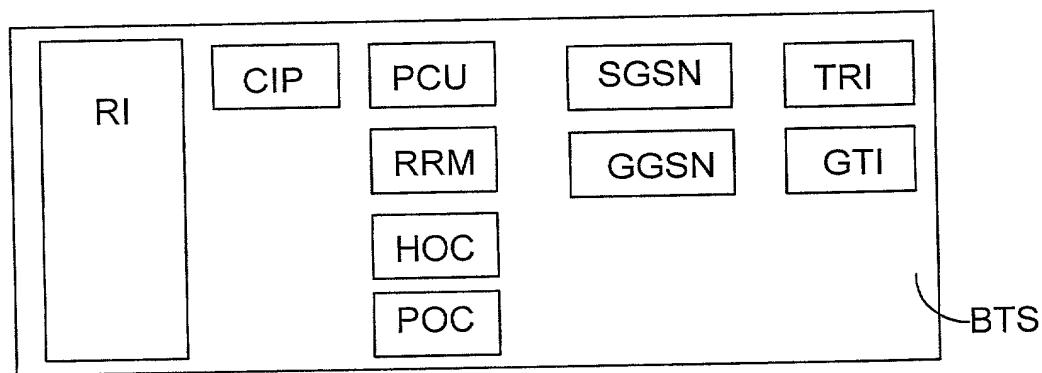 RI
CIP
PCU
SGSN
TRI
RRM
GGSN
GTI
HOC
POC
BTS